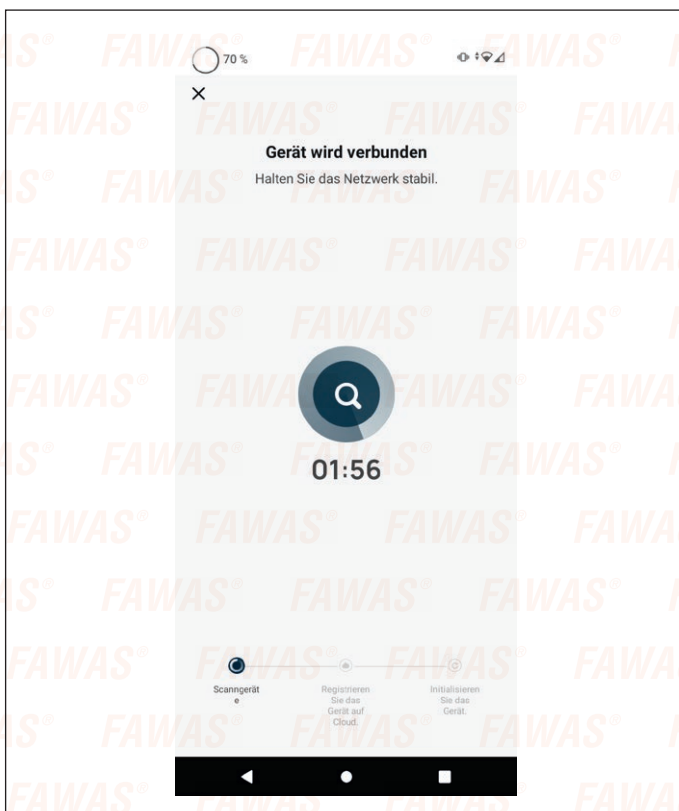 70 %
Gerät wird verbunden
Halten Sie das Netzwerk stabil.
01:56
Scanngerät
e
Registrieren
Sie das
Gerät auf
Cloud.
Initialisieren
Sie das
Gerät.
FAWAS®